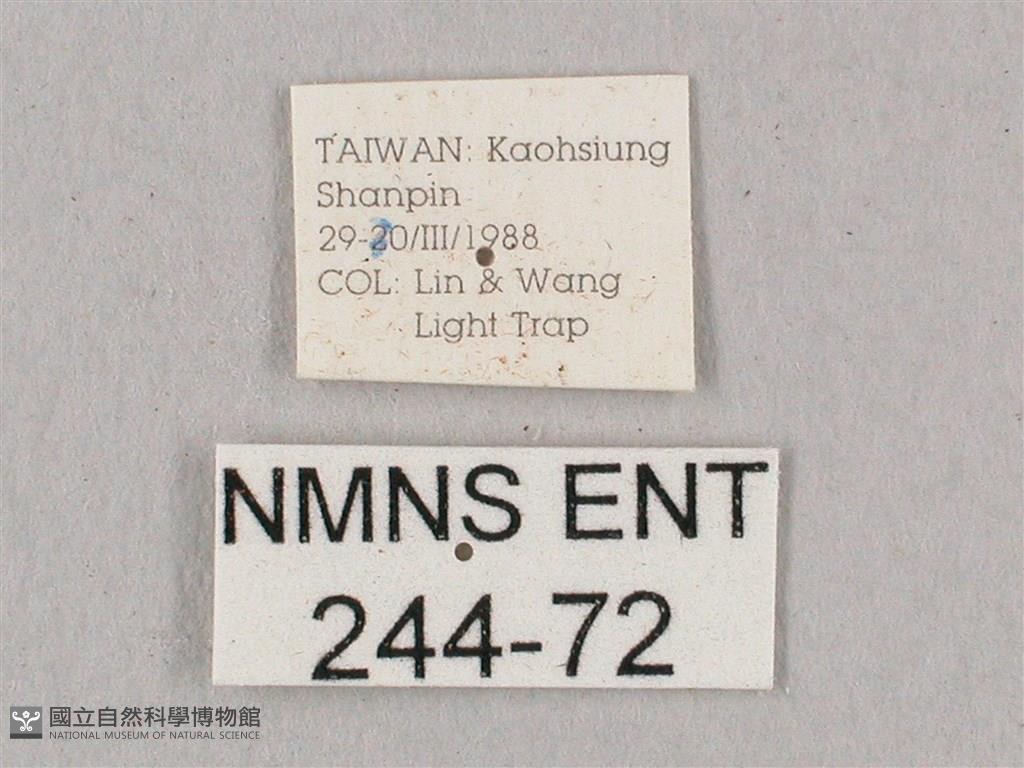 TAIWAN: Kaohsiung
Shanpin
29-30/III/1988
COL: Lin & Wang
Light Trap
NMNS ENT
244-72
國立自然科學博物館
NATIONAL MUSEUM OF NATURAL SCIENCE